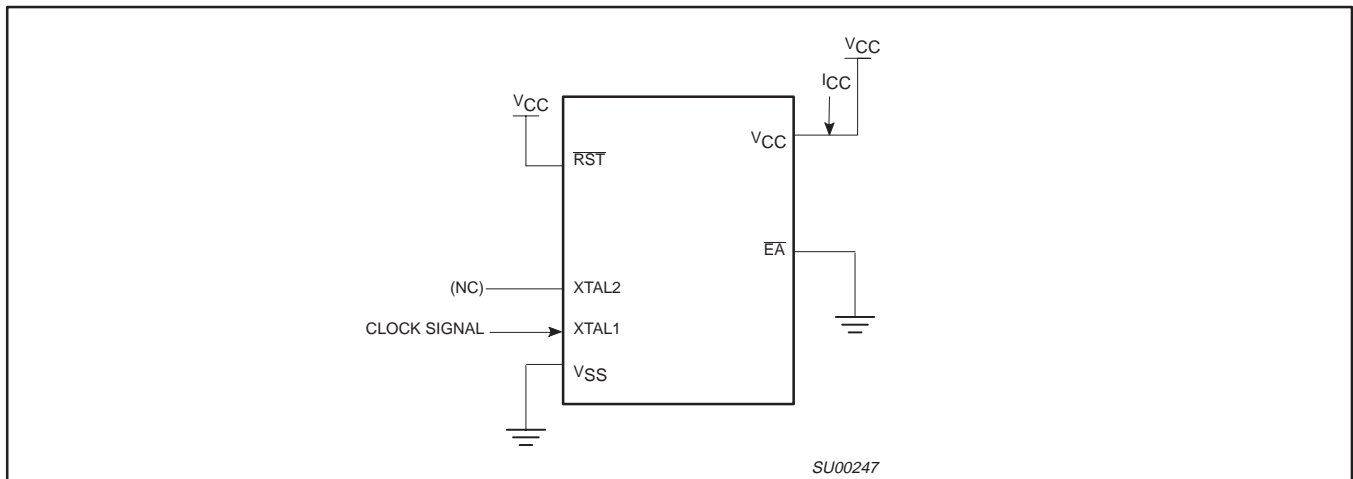 VCC
ICC
VCC
VCC
RST
EA
(NC)
XTAL2
CLOCK SIGNAL
XTAL1
VSS
SU00247